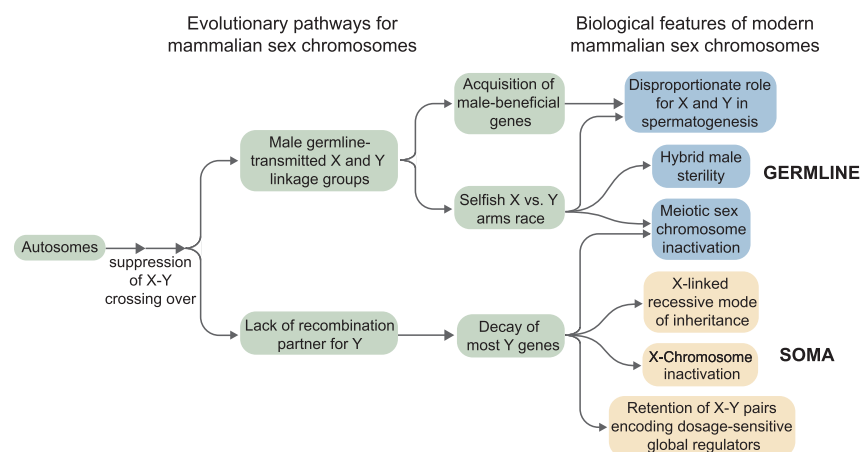 Evolutionary pathways for
mammalian sex chromosomes
Biological features of modern
mammalian sex chromosomes
Autosomes
suppression
of X-Y
crossing over
Male germline-
transmitted X and Y
linkage groups
Lack of recombination
partner for Y
Acquisition of
male-beneficial
genes
Selfish X vs. Y
arms race
Decay of
most Y genes
Disproportionate role
for X and Y in
spermatogenesis
Hybrid male
sterility
GERMLINE
Meiotic sex
chromosome
inactivation
X-linked
recessive mode
of inheritance
SOMA
X-Chromosome
inactivation
Retention of X-Y pairs
encoding dosage-sensitive
global regulators